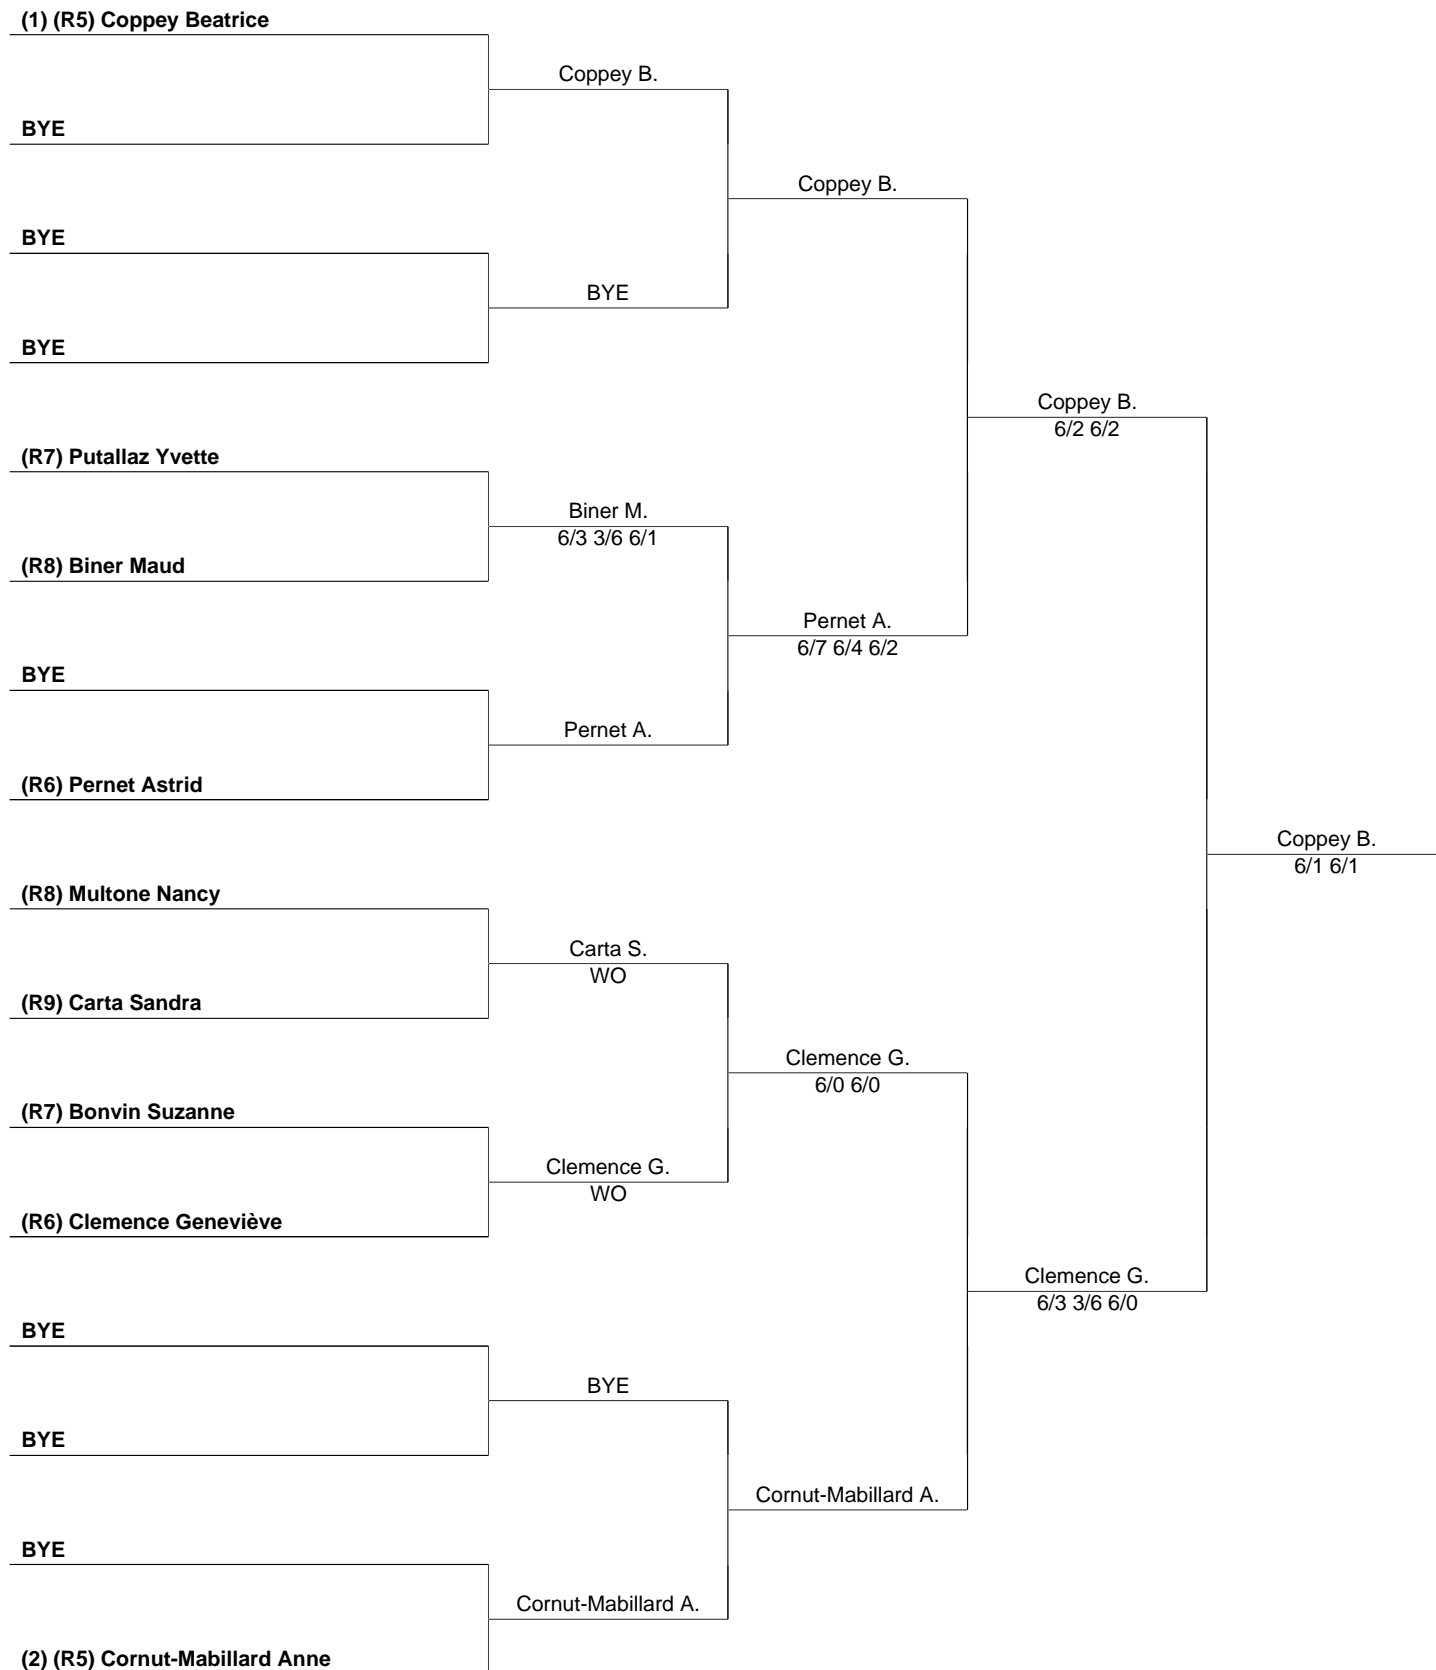 (1) (R5) Coppey Beatrice
Coppey B.
BYE
Coppey B.
BYE
BYE
BYE
Coppey B.
6/2 6/2
(R7) Putallaz Yvette
Biner M.
6/3 3/6 6/1
(R8) Biner Maud
Pernet A.
6/7 6/4 6/2
BYE
Pernet A.
(R6) Pernet Astrid
Coppey B.
6/1 6/1
(R8) Multone Nancy
Carta S.
WO
(R9) Carta Sandra
Clemence G.
6/0 6/0
(R7) Bonvin Suzanne
Clemence G.
WO
(R6) Clemence Geneviève
Clemence G.
6/3 3/6 6/0
BYE
BYE
BYE
Cornut-Mabillard A.
BYE
Cornut-Mabillard A.
(2) (R5) Cornut-Mabillard Anne